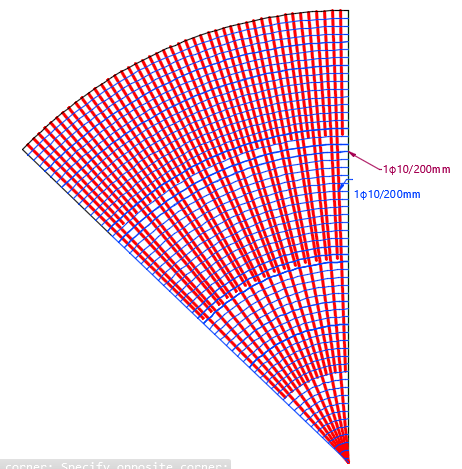 1φ10/200mm
1φ10/200mm
corner: Specify opposite corner: